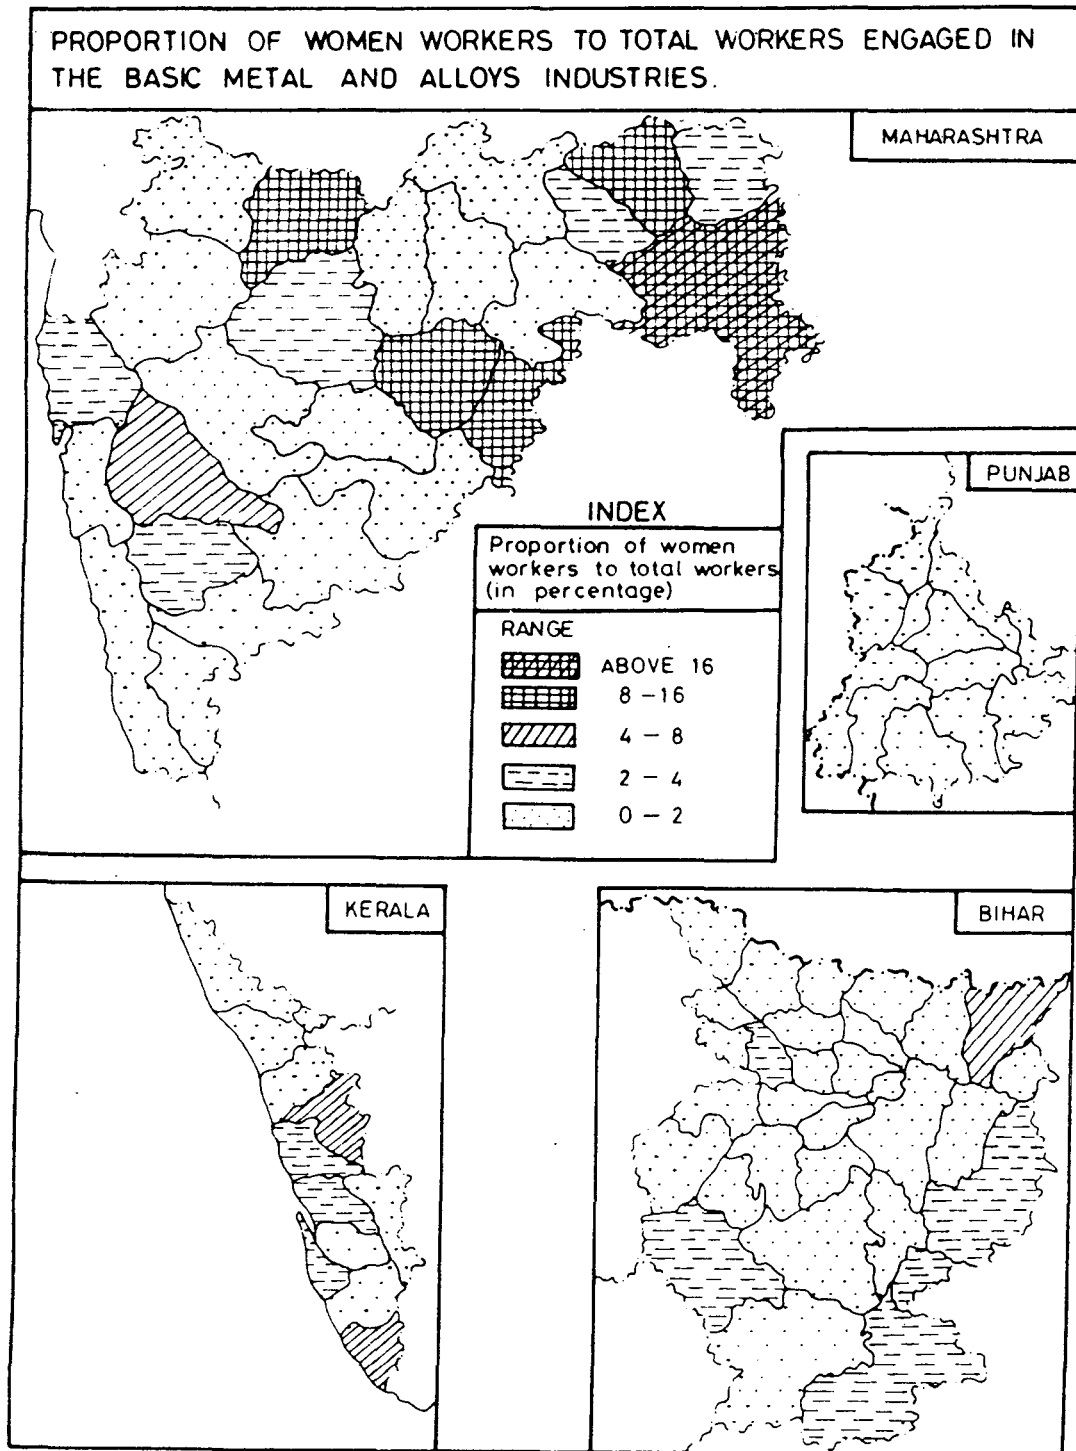 PROPORTION OF WOMEN WORKERS TO TOTAL WORKERS ENGAGED IN
THE BASIC METAL AND ALLOYS INDUSTRIES.
MAHARASHTRA
PUNJAB
INDEX
Proportion of women
workers to total workers
(in percentage)
RANGE
ABOVE 16
8 – 16
4 – 8
2 – 4
0 – 2
KERALA
BIHAR